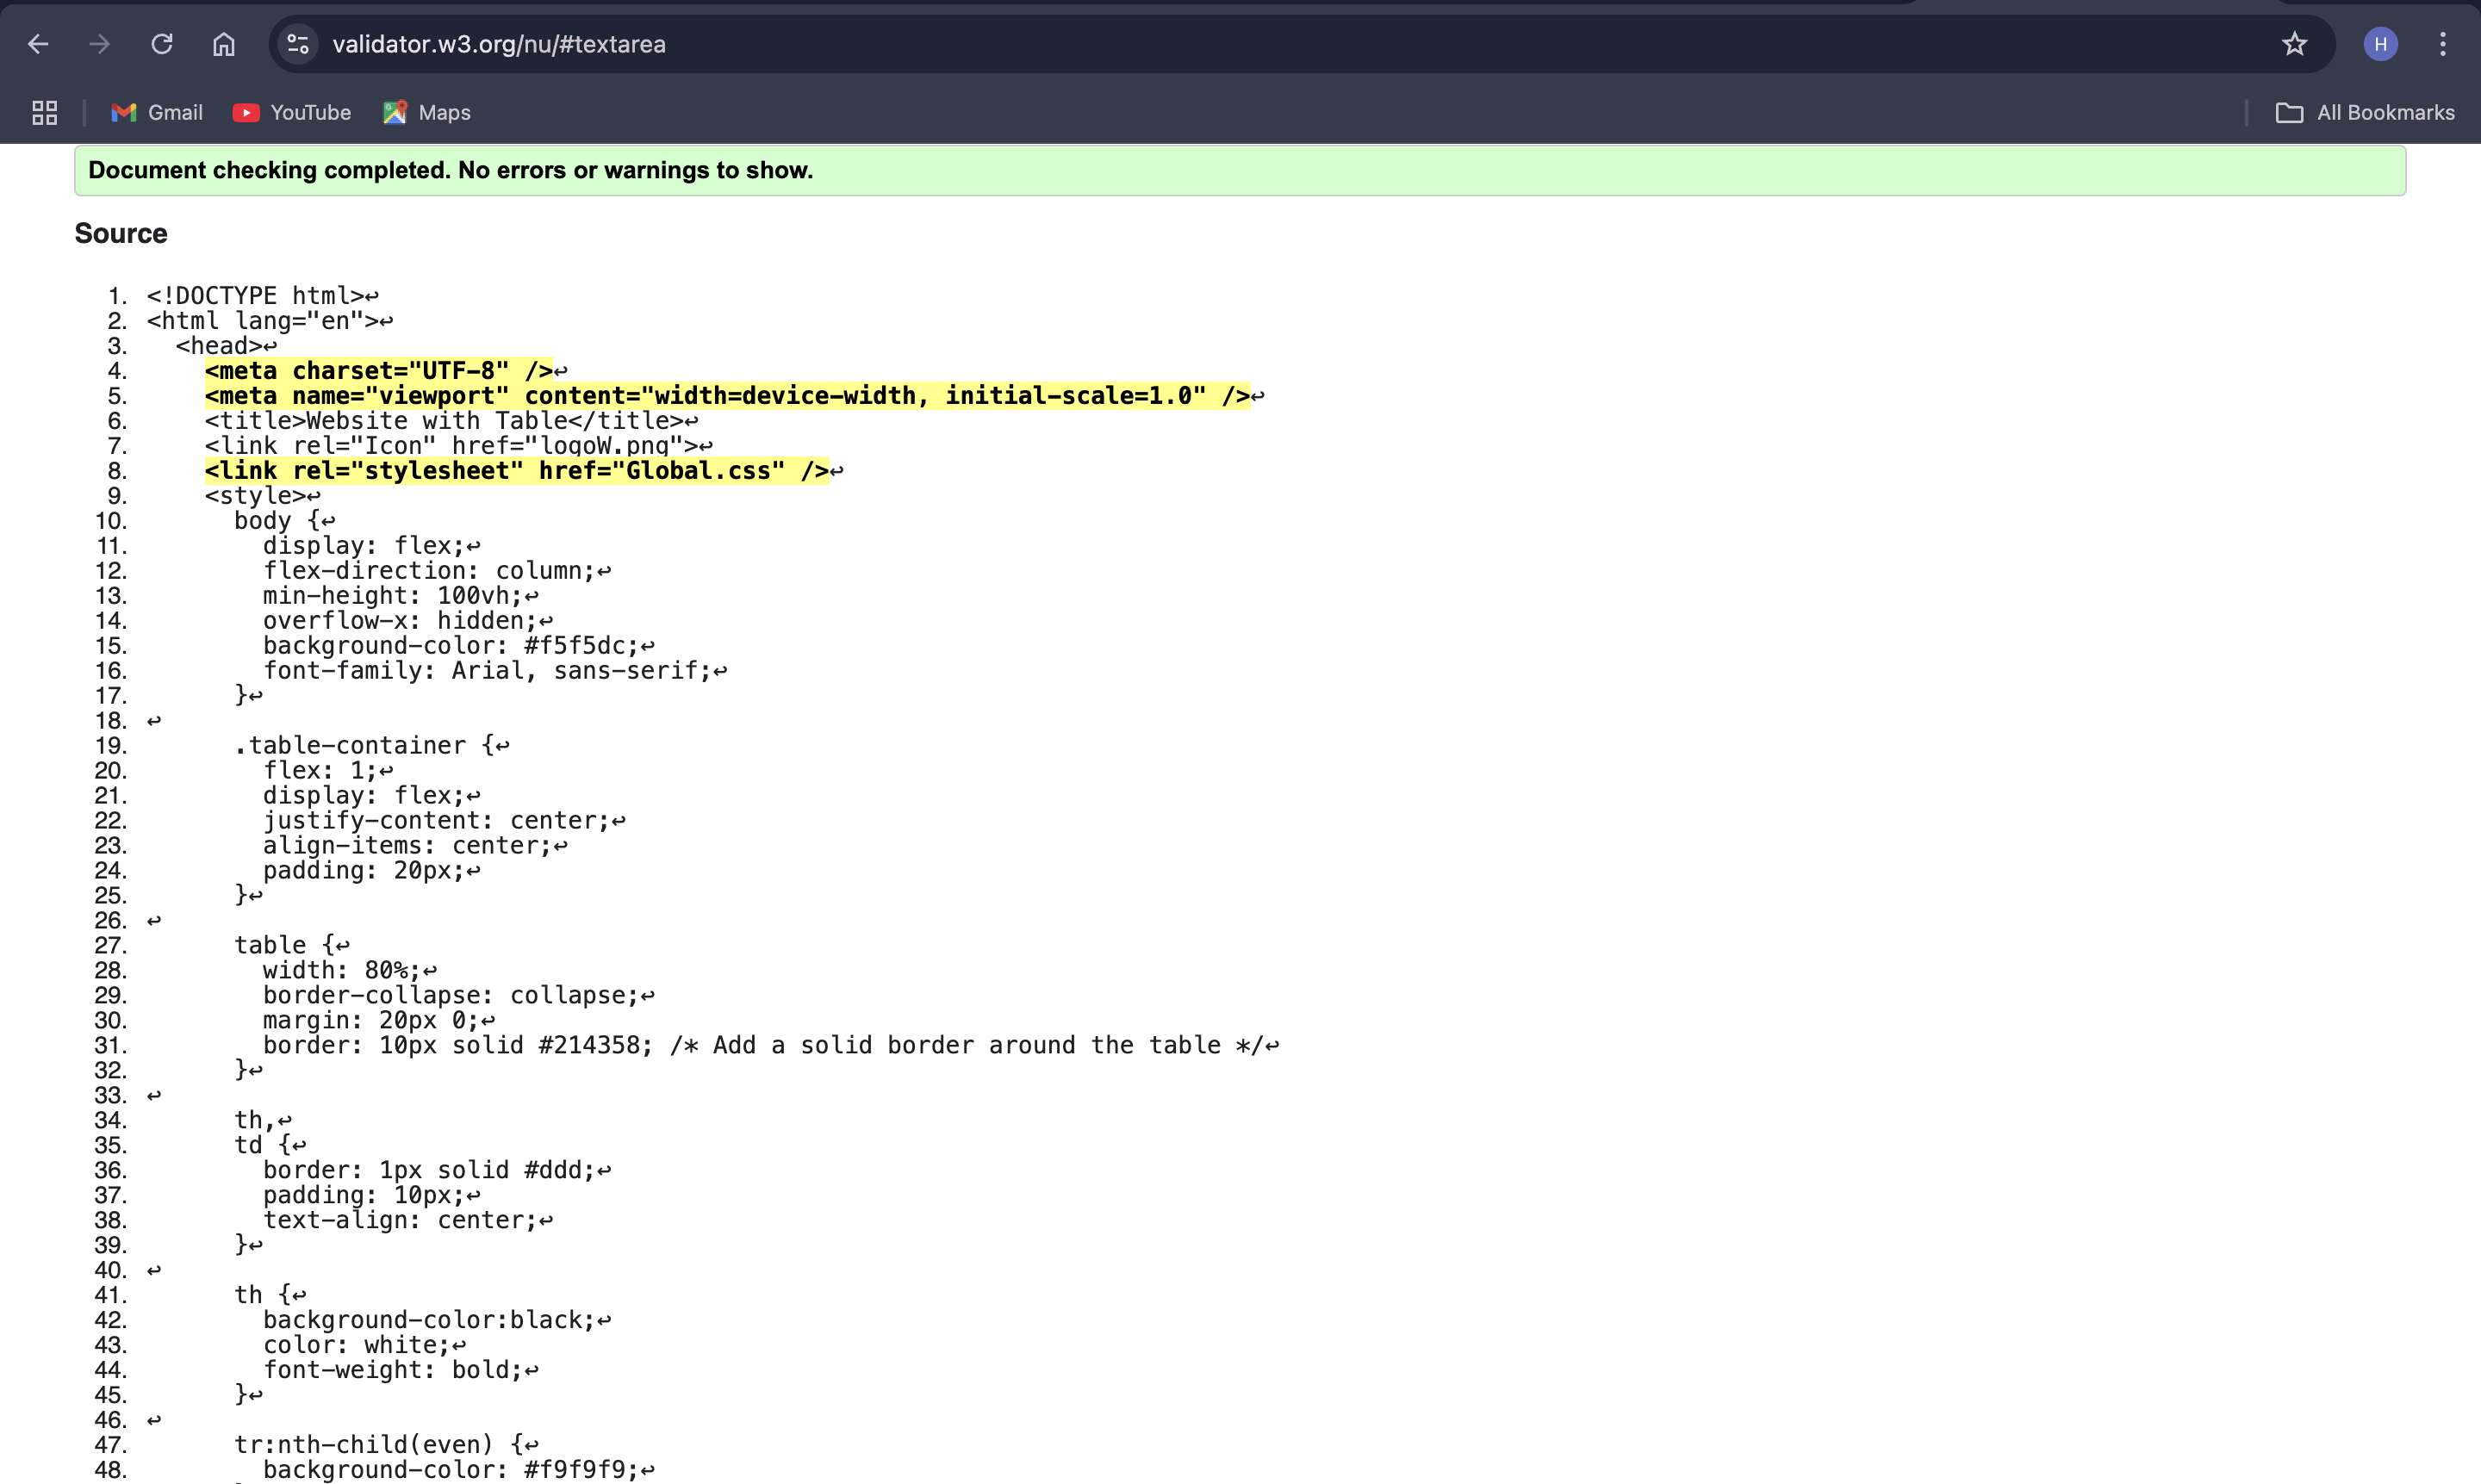 validator.w3.org/nu/#textarea
H
Gmail
YouTube
Maps
All Bookmarks
Document checking completed. No errors or warnings to show.
Source
1. <!DOCTYPE html>↩
2. <html lang="en">↩
3.   <head>↩
4.     <meta charset="UTF-8" />↩
5.     <meta name="viewport" content="width=device-width, initial-scale=1.0" />↩
6.     <title>Website with Table</title>↩
7.     <link rel="Icon" href="logoW.png">↩
8.     <link rel="stylesheet" href="Global.css" />↩
9.     <style>↩
10.       body {↩
11.         display: flex;↩
12.         flex-direction: column;↩
13.         min-height: 100vh;↩
14.         overflow-x: hidden;↩
15.         background-color: #f5f5dc;↩
16.         font-family: Arial, sans-serif;↩
17.       }↩
18. ↩
19.       .table-container {↩
20.         flex: 1;↩
21.         display: flex;↩
22.         justify-content: center;↩
23.         align-items: center;↩
24.         padding: 20px;↩
25.       }↩
26. ↩
27.       table {↩
28.         width: 80%;↩
29.         border-collapse: collapse;↩
30.         margin: 20px 0;↩
31.         border: 10px solid #214358; /* Add a solid border around the table */↩
32.       }↩
33. ↩
34.       th,↩
35.       td {↩
36.         border: 1px solid #ddd;↩
37.         padding: 10px;↩
38.         text-align: center;↩
39.       }↩
40. ↩
41.       th {↩
42.         background-color:black;↩
43.         color: white;↩
44.         font-weight: bold;↩
45.       }↩
46. ↩
47.       tr:nth-child(even) {↩
48.         background-color: #f9f9f9;↩